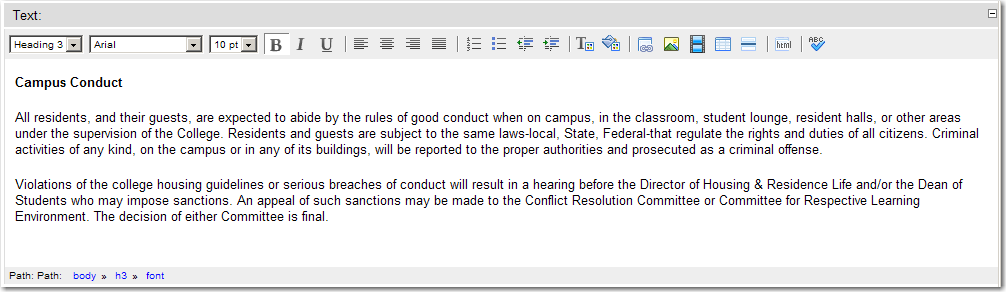 Text:
Heading 3 Arial 10 pt B I U T html ABC
Campus Conduct
All residents, and their guests, are expected to abide by the rules of good conduct when on campus, in the classroom, student lounge, resident halls, or other areas
under the supervision of the College. Residents and guests are subject to the same laws-local, State, Federal-that regulate the rights and duties of all citizens. Criminal
activities of any kind, on the campus or in any of its buildings, will be reported to the proper authorities and prosecuted as a criminal offense.
Violations of the college housing guidelines or serious breaches of conduct will result in a hearing before the Director of Housing & Residence Life and/or the Dean of
Students who may impose sanctions. An appeal of such sanctions may be made to the Conflict Resolution Committee or Committee for Respective Learning
Environment. The decision of either Committee is final.
Path: Path: body » h3 » font